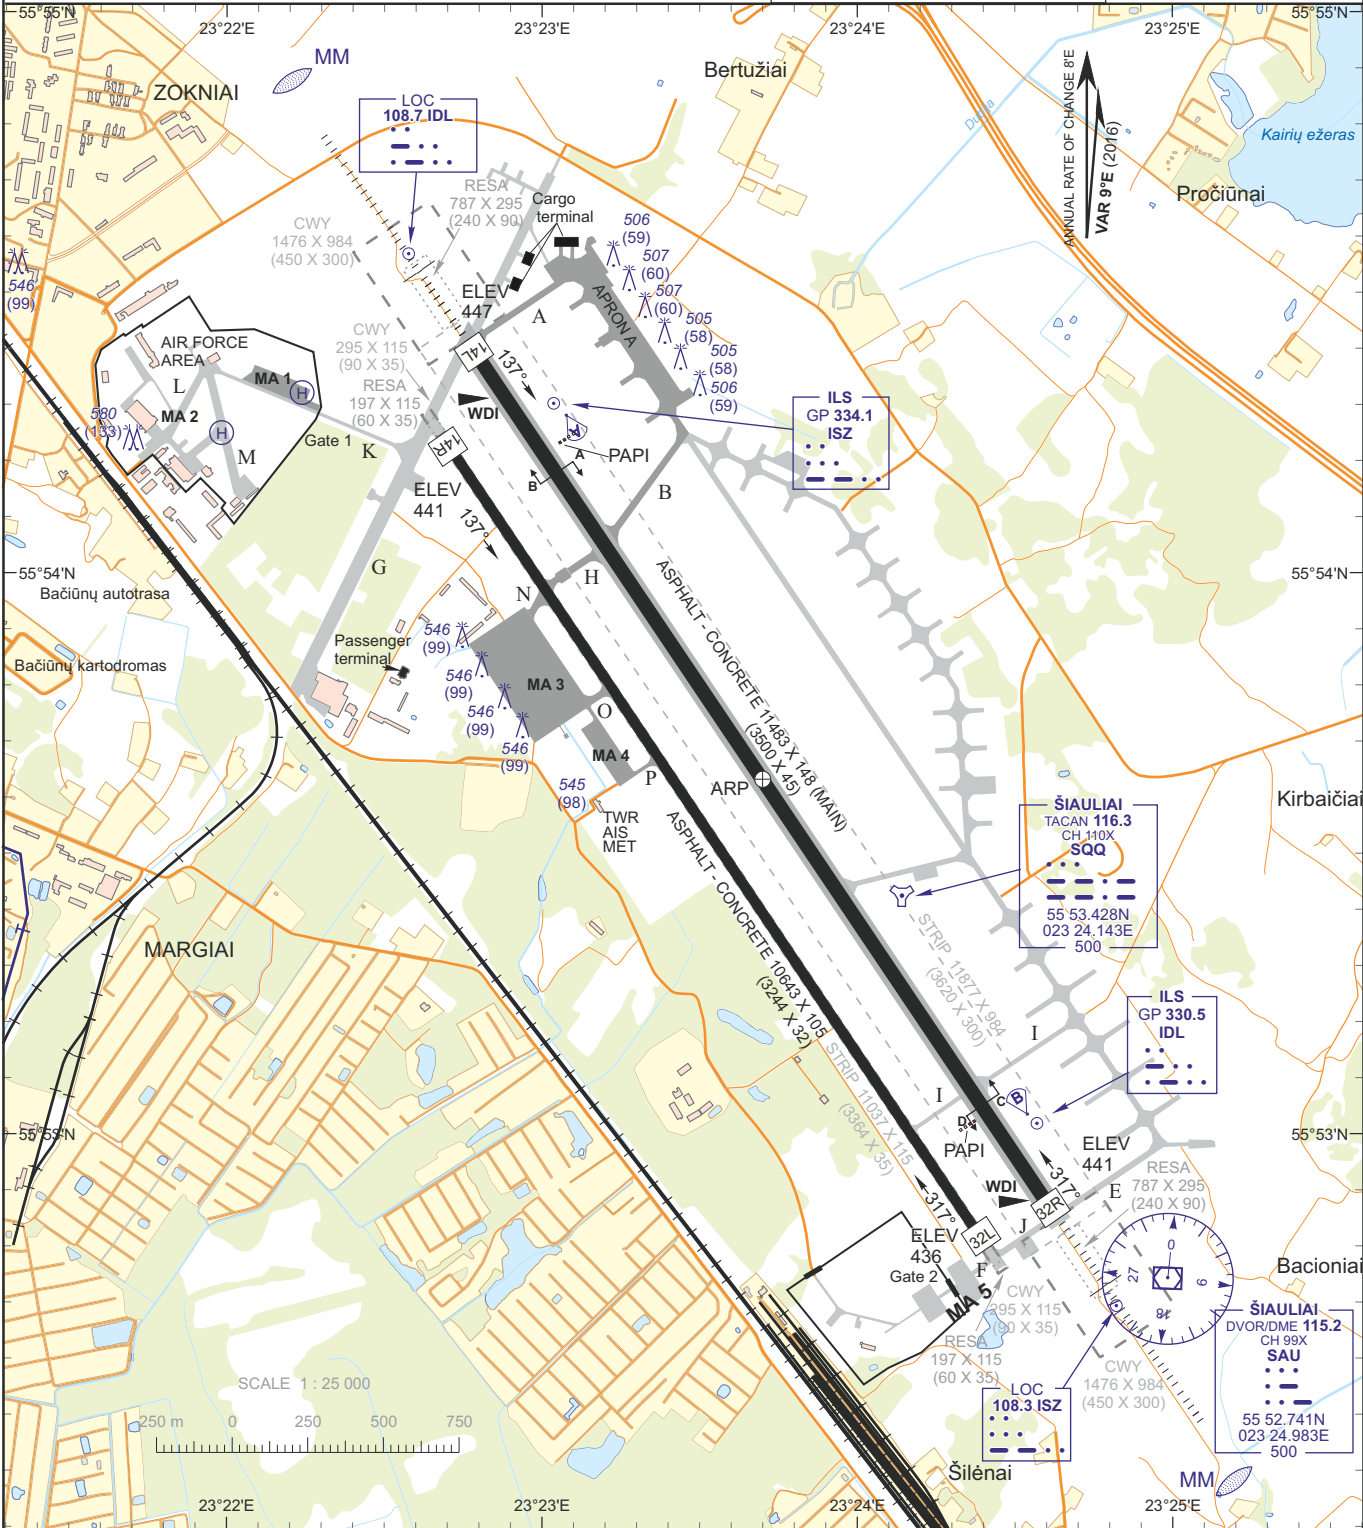 55°55'N
55°55'N
23°22'E
23°23'E
23°24'E
23°25'E
MM
ZOKNIAI
Bertužiai
LOC
108.7 IDL
ANNUAL RATE OF CHANGE 8'E
VAR 9°E (2016)
Kairių ežeras
Pročiūnai
RESA
787 X 295
(240 X 90)
Cargo
terminal
CWY
1476 X 984
(450 X 300)
506
(59)
507
(60)
507
(60)
505
(58)
505
(58)
506
(59)
546
(99)
ELEV
447
A
APRON A
AIR FORCE
AREA
L
MA 1
H
MA 2
580
(133)
H
M
Gate 1
K
CWY
295 X 115
(90 X 35)
RESA
197 X 115
(60 X 35)
14L
137°
WDI
14R
ELEV
441
137°
A
PAPI
A
B
B
ILS
GP 334.1
ISZ
55°54'N
55°54'N
Bačiūnų autotrasa
G
N
H
ASPHALT - CONCRETE 11483 X 148 (MAIN)
(3500 X 45)
Bačiūnų kartodromas
Passenger
terminal
546
(99)
546
(99)
546
(99)
546
(99)
MA 3
O
MA 4
P
545
(98)
TWR
AIS
MET
ARP
Kirbaičiai
ŠIAULIAI
TACAN 116.3
CH 110X
SQQ
55 53.428N
023 24.143E
500
MARGIAI
ASPHALT - CONCRETE 10643 X 105
(3244 X 32)
STRIP 11877 X 984
(3620 X 300)
STRIP 11037 X 115
(3364 X 35)
I
I
ILS
GP 330.5
IDL
C
B
D
PAPI
55°53'N
55°53'N
ELEV
441
WDI
317°
317°
32R
32L
RESA
787 X 295
(240 X 90)
E
J
F
ELEV
436
Gate 2
MA 5
CWY
295 X 115
(90 X 35)
RESA
197 X 115
(60 X 35)
0
9
18
27
Bacioniai
ŠIAULIAI
DVOR/DME 115.2
CH 99X
SAU
55 52.741N
023 24.983E
500
CWY
1476 X 984
(450 X 300)
LOC
108.3 ISZ
SCALE 1 : 25 000
250 m 0 250 500 750
Šilėnai
MM
23°22'E
23°23'E
23°24'E
23°25'E